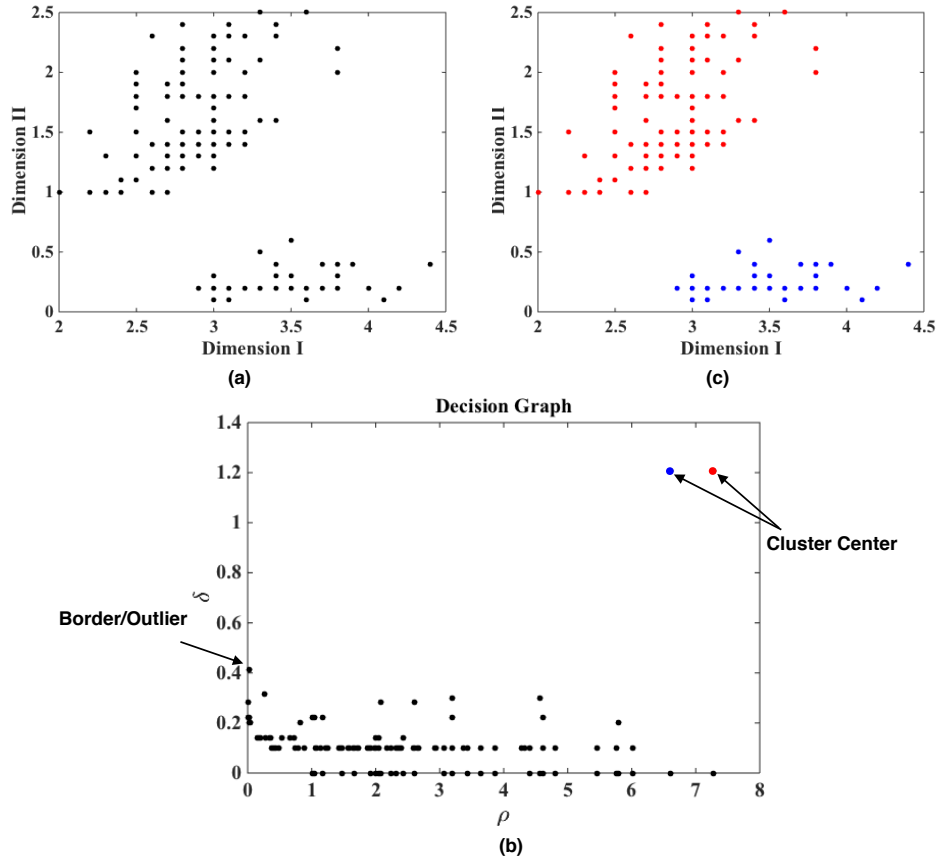 2.5
2
1.5
1
0.5
0
Dimension II
2 2.5 3 3.5 4 4.5
Dimension I
(a)
2.5
2
1.5
1
0.5
0
Dimension II
2 2.5 3 3.5 4 4.5
Dimension I
(c)
Decision Graph
1.4
1.2
1
0.8
0.6
0.4
0.2
0
δ
Cluster Center
Border/Outlier
0 1 2 3 4 5 6 7 8
ρ
(b)